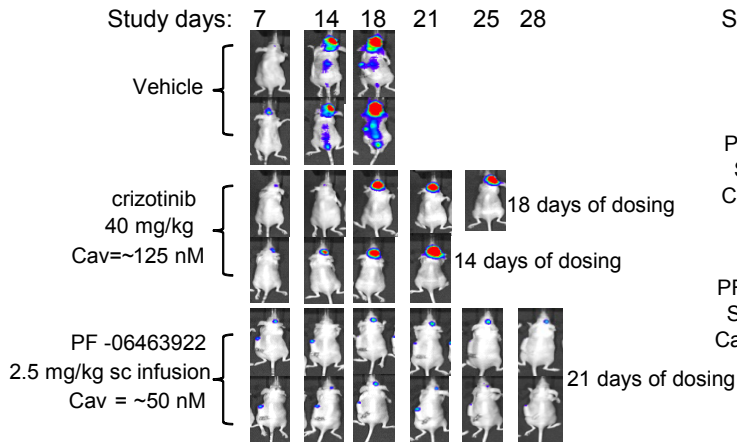 Study days: 7 14 18 21 25 28
S
Vehicle
P
s
C
crizotinib
40 mg/kg
Cav=~125 nM
18 days of dosing
14 days of dosing
PF -06463922
2.5 mg/kg sc infusion
Cav = ~50 nM
21 days of dosing
PF
S
Ca